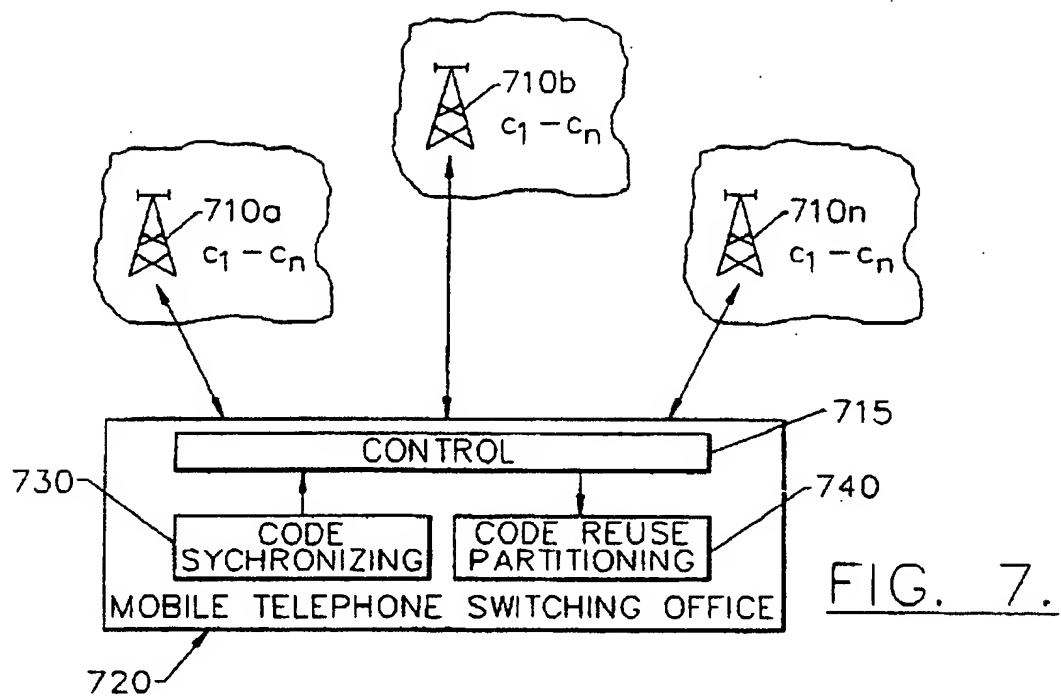 710b
c1 – cn
710a
c1 – cn
710n
c1 – cn
715
CONTROL
730
740
CODE
SYCHRONIZING
CODE REUSE
PARTITIONING
MOBILE TELEPHONE SWITCHING OFFICE
FIG. 7.
720